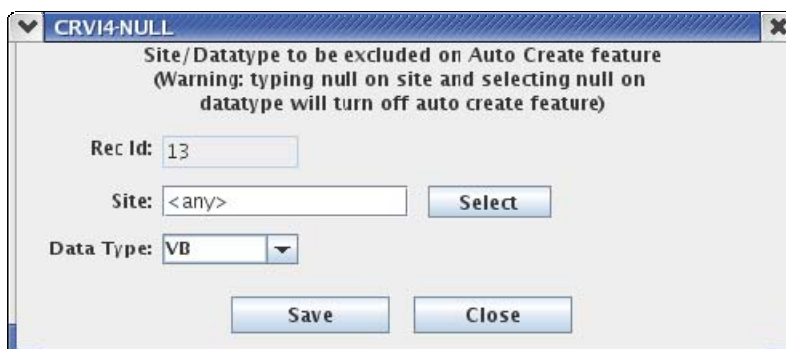 CRVI4-NULL
Site/Datatype to be excluded on Auto Create feature
(Warning: typing null on site and selecting null on
datatype will turn off auto create feature)
Rec Id: 13
Site: <any> Select
Data Type: VB
Save Close